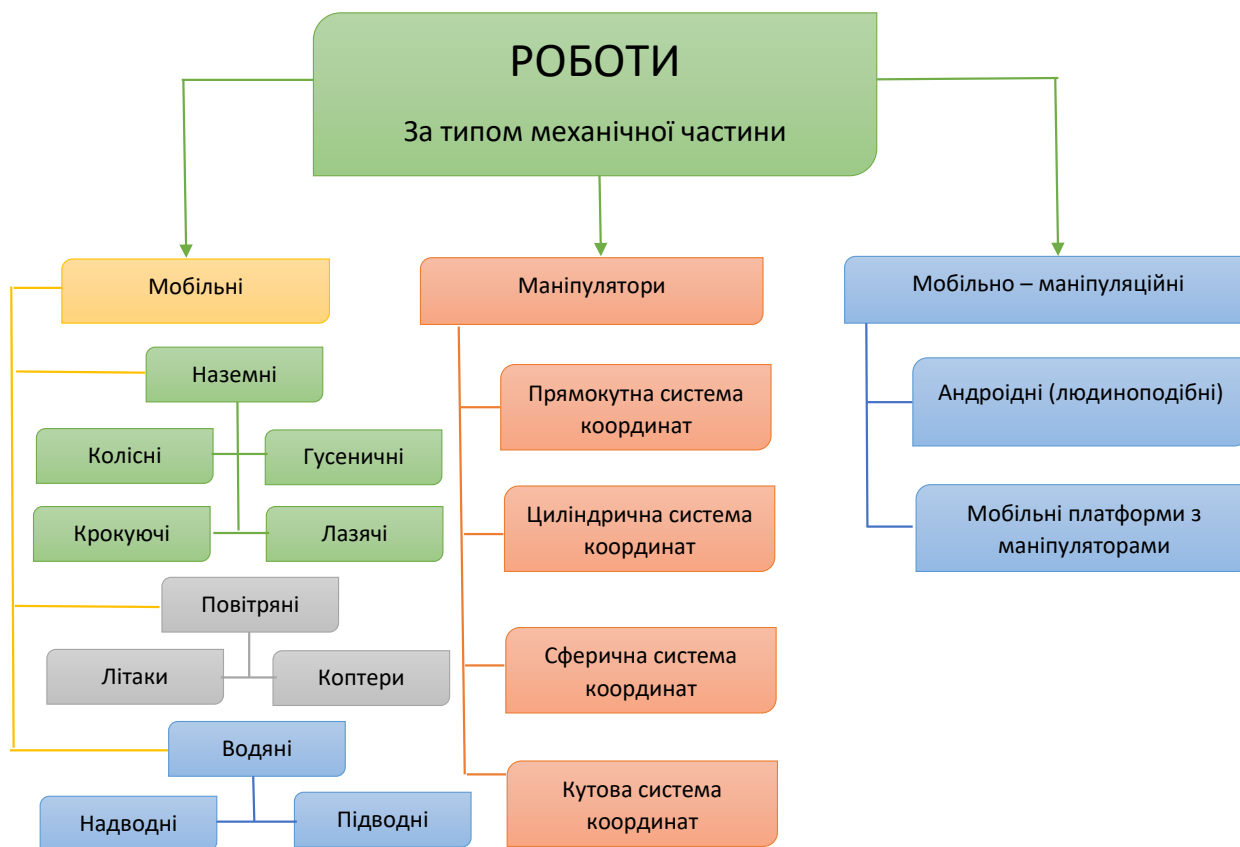 РОБОТИ
За типом механічної частини
Мобільні
Наземні
Колісні
Гусеничні
Крокуючі
Лазячі
Повітряні
Літаки
Коптери
Водяні
Надводні
Підводні
Маніпулятори
Прямокутна система
координат
Циліндрична система
координат
Сферична система
координат
Кутова система
координат
Мобільно – маніпуляційні
Андроідні (людиноподібні)
Мобільні платформи з
маніпуляторами